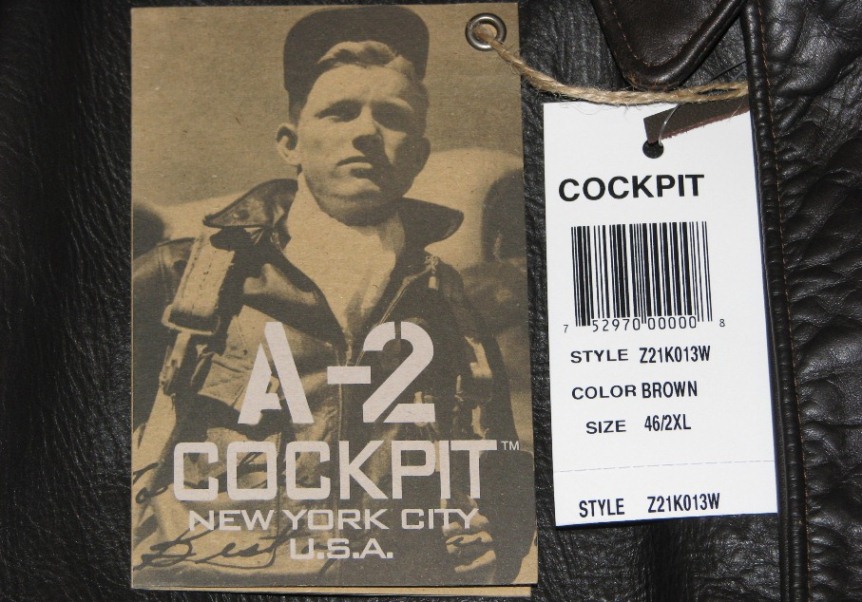 A-2
COCKPIT™
NEW YORK CITY
U.S.A.
Best
COCKPIT
7 52970 00000 8
STYLE Z21K013W
COLOR BROWN
SIZE 46/2XL
STYLE Z21K013W